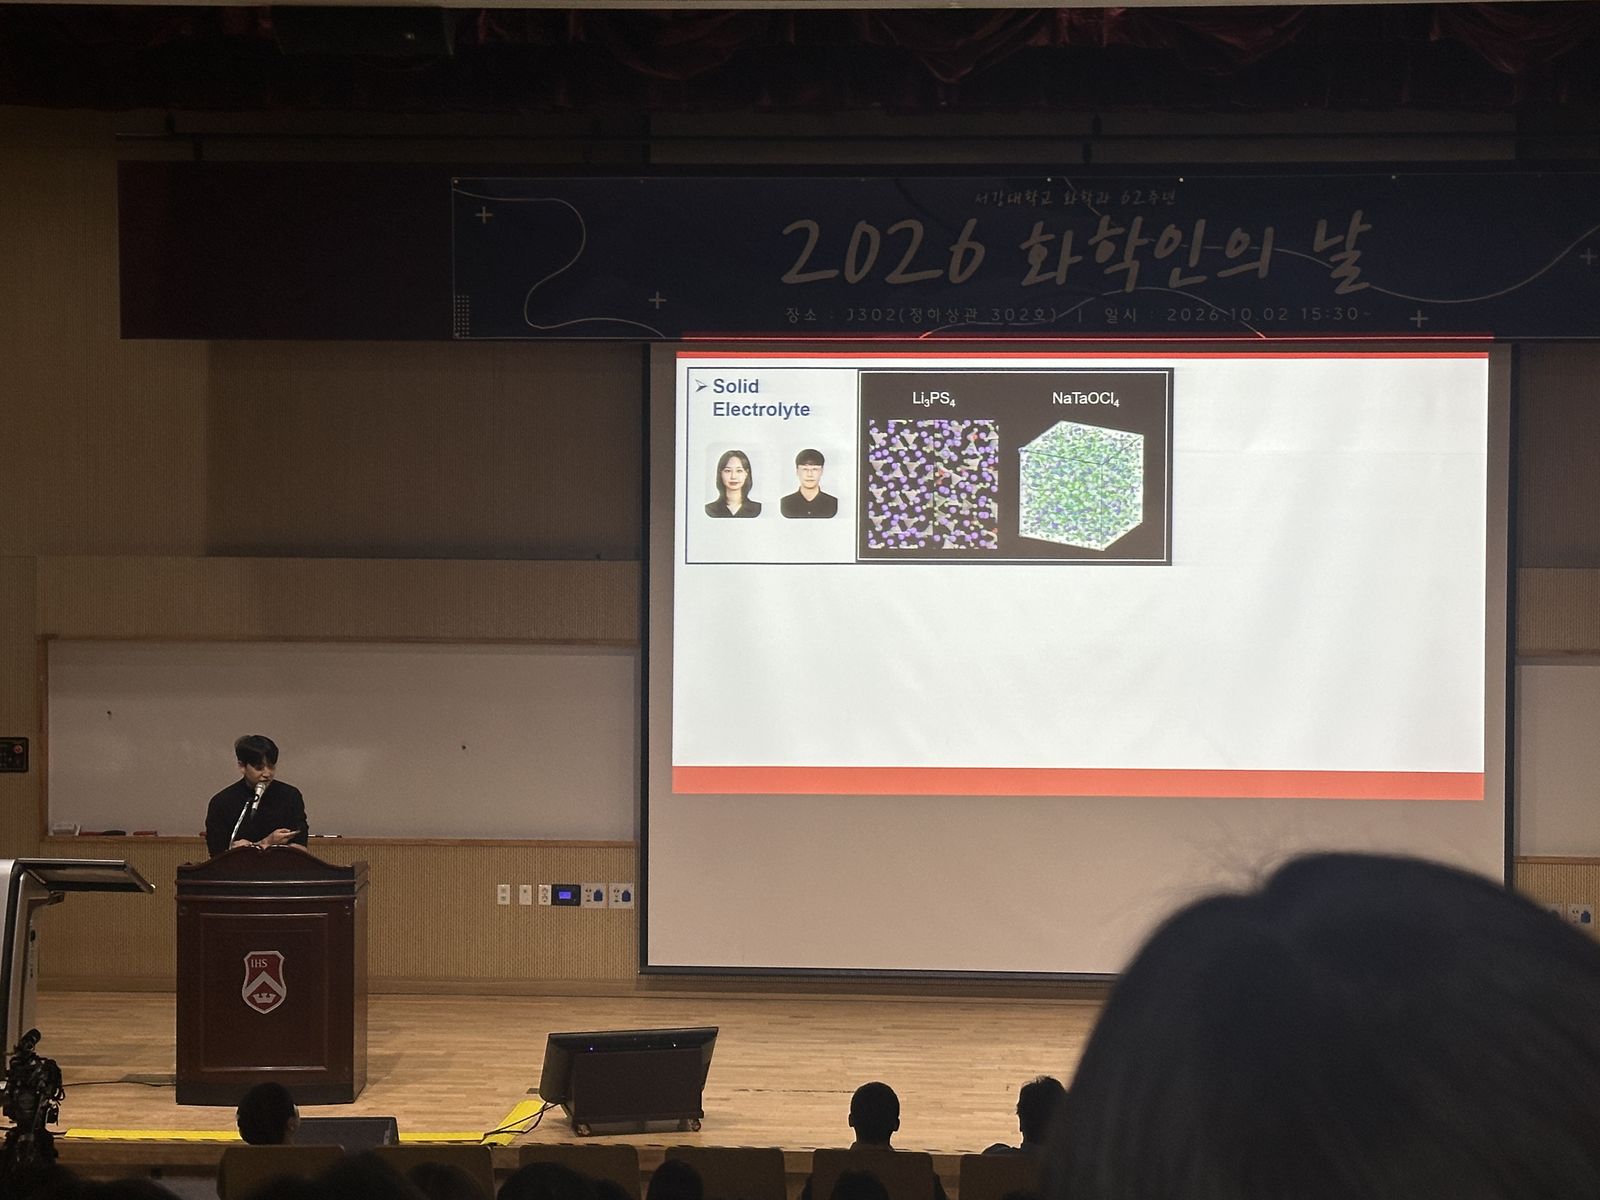 서강대학교 화학과 62주년
2026 화학인의 날
장소 : J302(정하상관 302호) | 일시 : 2026.10.02 15:30~
➢ Solid
Electrolyte
Li₃PS₄
NaTaOCl₄
IHS